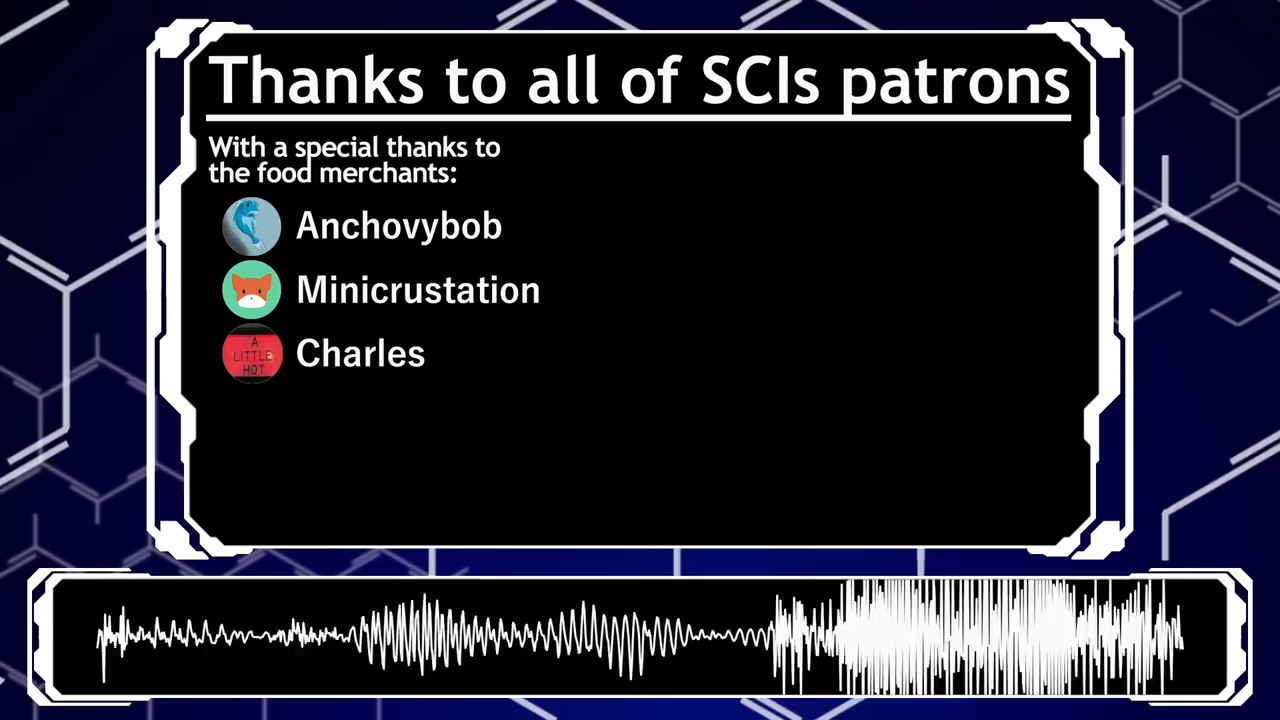 Thanks to all of SCIs patrons
With a special thanks to
the food merchants:
Anchovybob
Minicrustation
A
LITTLE
HOT
Charles